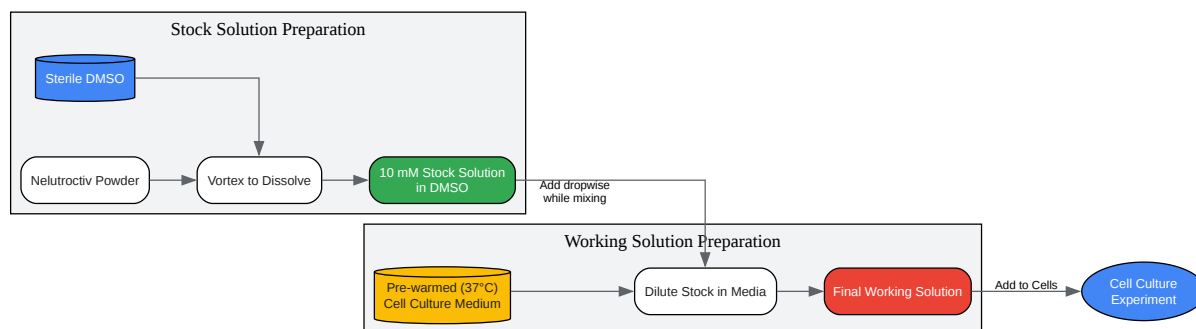 Stock Solution Preparation
Sterile DMSO
Nelutroctiv Powder
Vortex to Dissolve
10 mM Stock Solution
in DMSO
Add dropwise
while mixing
Working Solution Preparation
Pre-warmed (37°C)
Cell Culture Medium
Dilute Stock in Media
Final Working Solution
Add to Cells
Cell Culture
Experiment